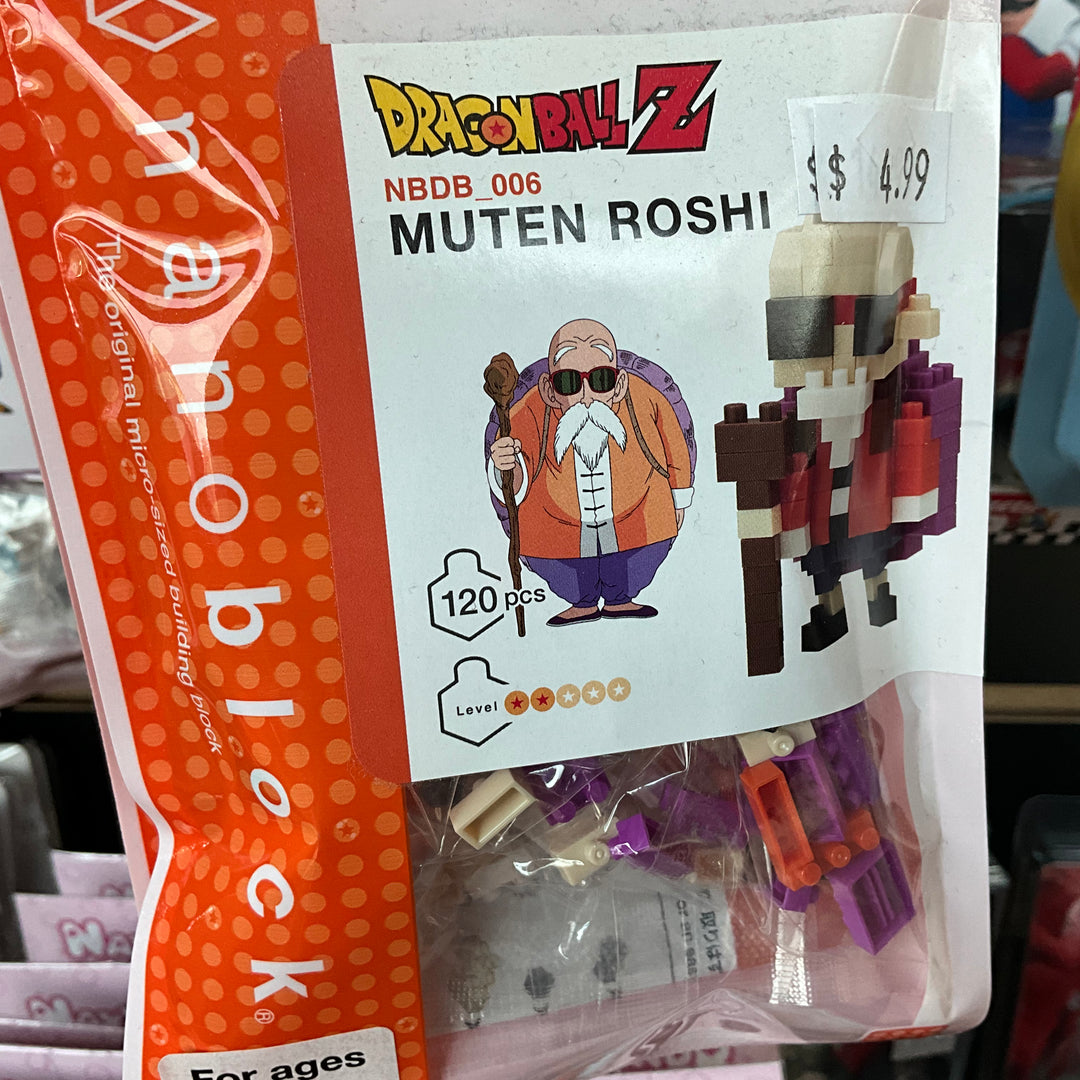 nanoblock®
The original micro-sized building block
DRAGON BALL Z
NBDB_006
MUTEN ROSHI
$$ 4.99
120 pcs
Level
For ages